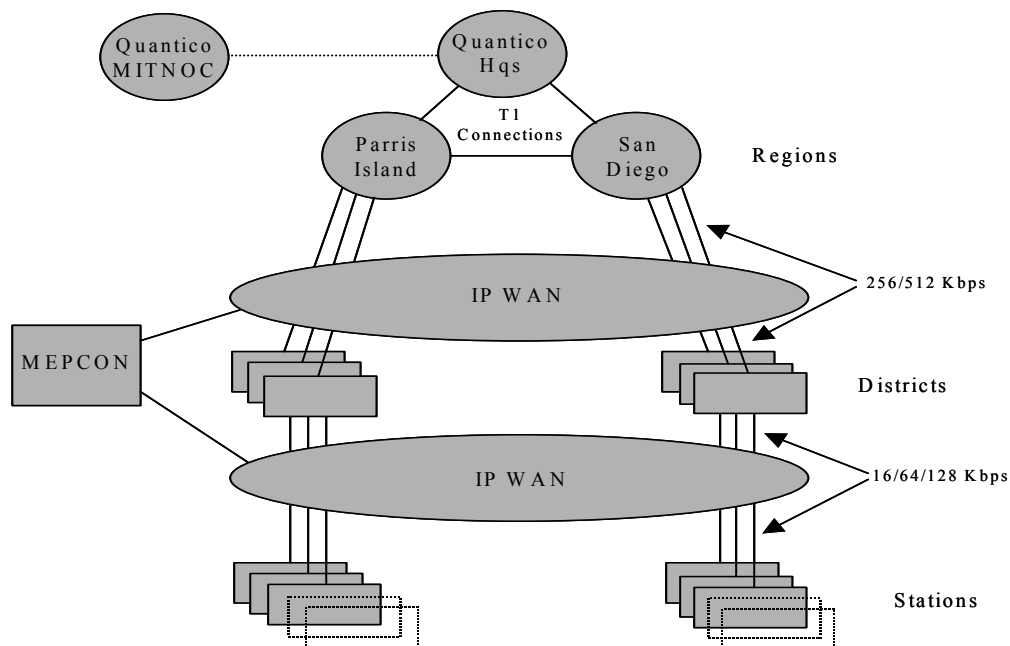 Quantico
MITNOC
Quantico
Hqs
T1
Connections
Parris
Island
San
Diego
Regions
IP WAN
256/512 Kbps
MEPCON
Districts
IP WAN
16/64/128 Kbps
Stations